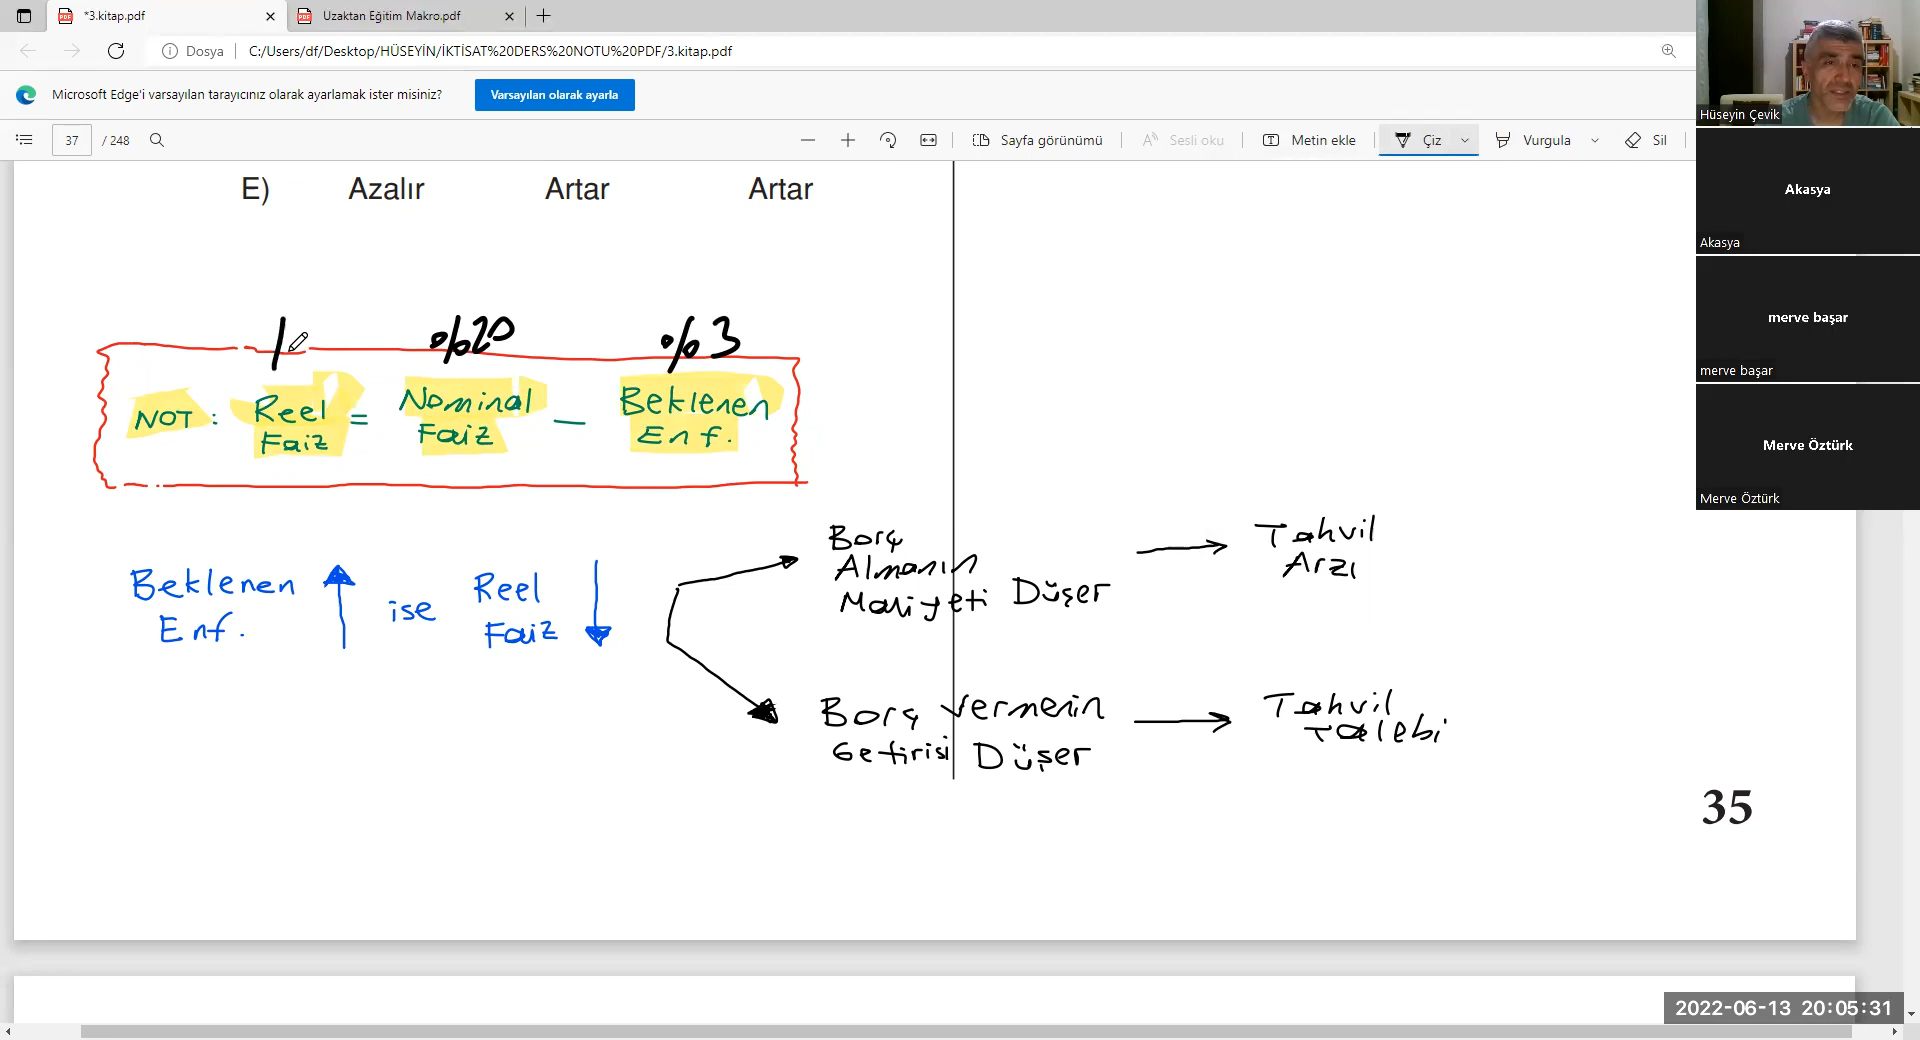 *3.kitap.pdf
Uzaktan Eğitim Makro.pdf
Dosya
C:/Users/df/Desktop/HÜSEYİN/İKTİSAT%20DERS%20NOTU%20PDF/3.kitap.pdf
Microsoft Edge'i varsayılan tarayıcınız olarak ayarlamak ister misiniz?
Varsayılan olarak ayarla
37 / 248
Sayfa görünümü
Sesli oku
Metin ekle
Çiz
Vurgula
Sil
Hüseyin Çevik
Akasya
Akasya
merve başar
merve başar
Merve Öztürk
Merve Öztürk
E) Azalır Artar Artar
%20 %3
NOT: Reel Faiz = Nominal Faiz - Beklenen Enf.
Beklenen Enf. ise Reel Faiz
Borç
Almanın
Maliyeti Düşer
Tahvil
Arzı
Borç Vermenin
Getirisi Düşer
Tahvil
Talebi
35
2022-06-13 20:05:31